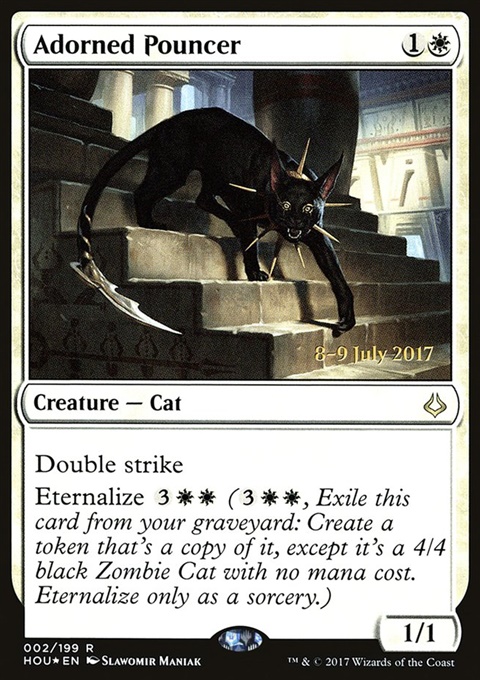 Adorned Pouncer 1
8–9 July 2017
Creature — Cat
Double strike
Eternalize 3 (3, Exile this
card from your graveyard: Create a
token that's a copy of it, except it's a 4/4
black Zombie Cat with no mana cost.
Eternalize only as a sorcery.)
1/1
002/199 R
HOU★EN SLAWOMIR MANIAK
™ & © 2017 Wizards of the Coast